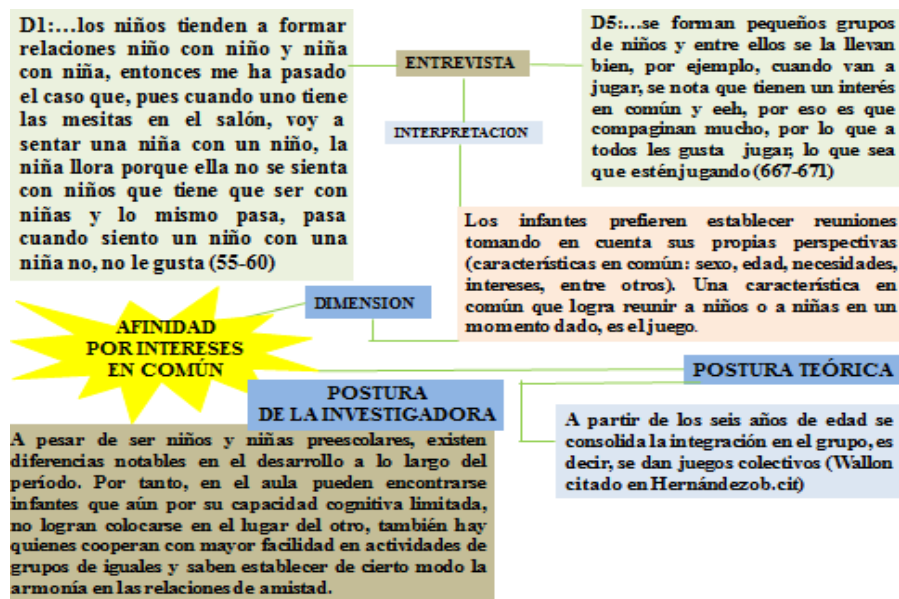 D1:…los niños tienden a formar
relaciones niño con niño y niña
con niña, entonces me ha pasado
el caso que, pues cuando uno tiene
las mesitas en el salón, voy a
sentar una niña con un niño, la
niña llora porque ella no se sienta
con niños que tiene que ser con
niñas y lo mismo pasa, pasa
cuando siento un niño con una
niña no, no le gusta (55-60)
ENTREVISTA
INTERPRETACION
D5:…se forman pequeños grupos
de niños y entre ellos se la llevan
bien, por ejemplo, cuando van a
jugar, se nota que tienen un interés
en común y eeh, por eso es que
compaginan mucho, por lo que a
todos les gusta jugar, lo que sea
que esténjugando (667-671)
Los infantes prefieren establecer reuniones
tomando en cuenta sus propias perspectivas
(características en común: sexo, edad, necesidades,
intereses, entre otros). Una característica en
común que logra reunir a niños o a niñas en un
momento dado, es el juego.
DIMENSION
AFINIDAD
POR INTERESES
EN COMÚN
POSTURA TEÓRICA
POSTURA
DE LA INVESTIGADORA
A partir de los seis años de edad se
consolida la integración en el grupo, es
decir, se dan juegos colectivos (Wallon
citado en Hernándezob.cit)
A pesar de ser niños y niñas preescolares, existen
diferencias notables en el desarrollo a lo largo del
período. Por tanto, en el aula pueden encontrarse
infantes que aún por su capacidad cognitiva limitada,
no logran colocarse en el lugar del otro, también hay
quienes cooperan con mayor facilidad en actividades de
grupos de iguales y saben establecer de cierto modo la
armonía en las relaciones de amistad.